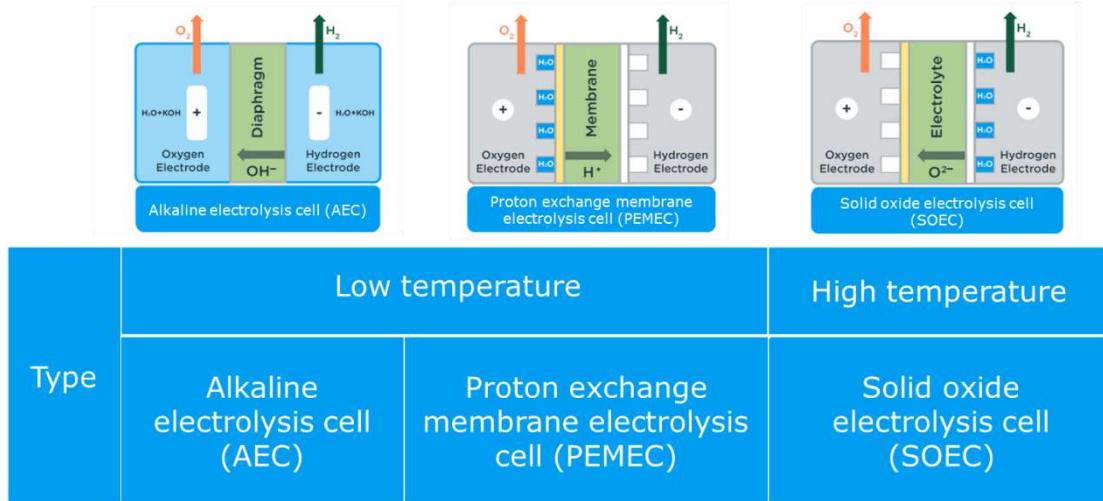 O₂
H₂
H₂O+KOH
+
Oxygen
Electrode
Diaphragm
OH⁻
-
H₂O+KOH
Hydrogen
Electrode
Alkaline electrolysis cell (AEC)
O₂
H₂
+
Oxygen
Electrode
H₂O
H₂O
H₂O
H₂O
Membrane
H⁺
-
Hydrogen
Electrode
Proton exchange membrane
electrolysis cell (PEMEC)
O₂
H₂
+
Oxygen
Electrode
Electrolyte
O²⁻
H₂O
H₂O
H₂O
H₂O
-
Hydrogen
Electrode
Solid oxide electrolysis cell
(SOEC)
Type
Low temperature
High temperature
Alkaline
electrolysis cell
(AEC)
Proton exchange
membrane electrolysis
cell (PEMEC)
Solid oxide
electrolysis cell
(SOEC)